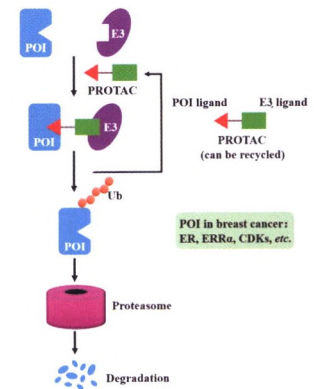 POI
E3
PROTAC
POI ligand
E3 ligand
PROTAC
(can be recycled)
POI
E3
Ub
POI
POI in breast cancer:
ER, ERRα, CDKs, etc.
Proteasome
Degradation